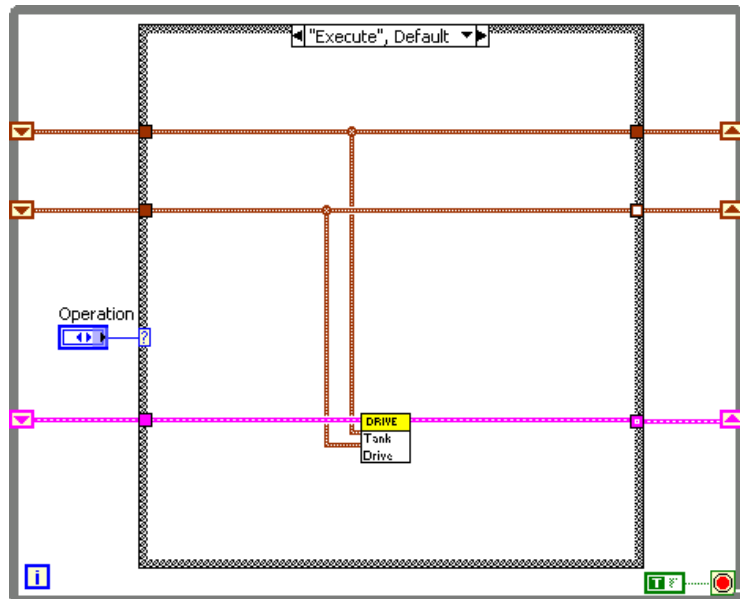 "Execute", Default
Operation
?
DRIVE
Tank
Drive
i
T F